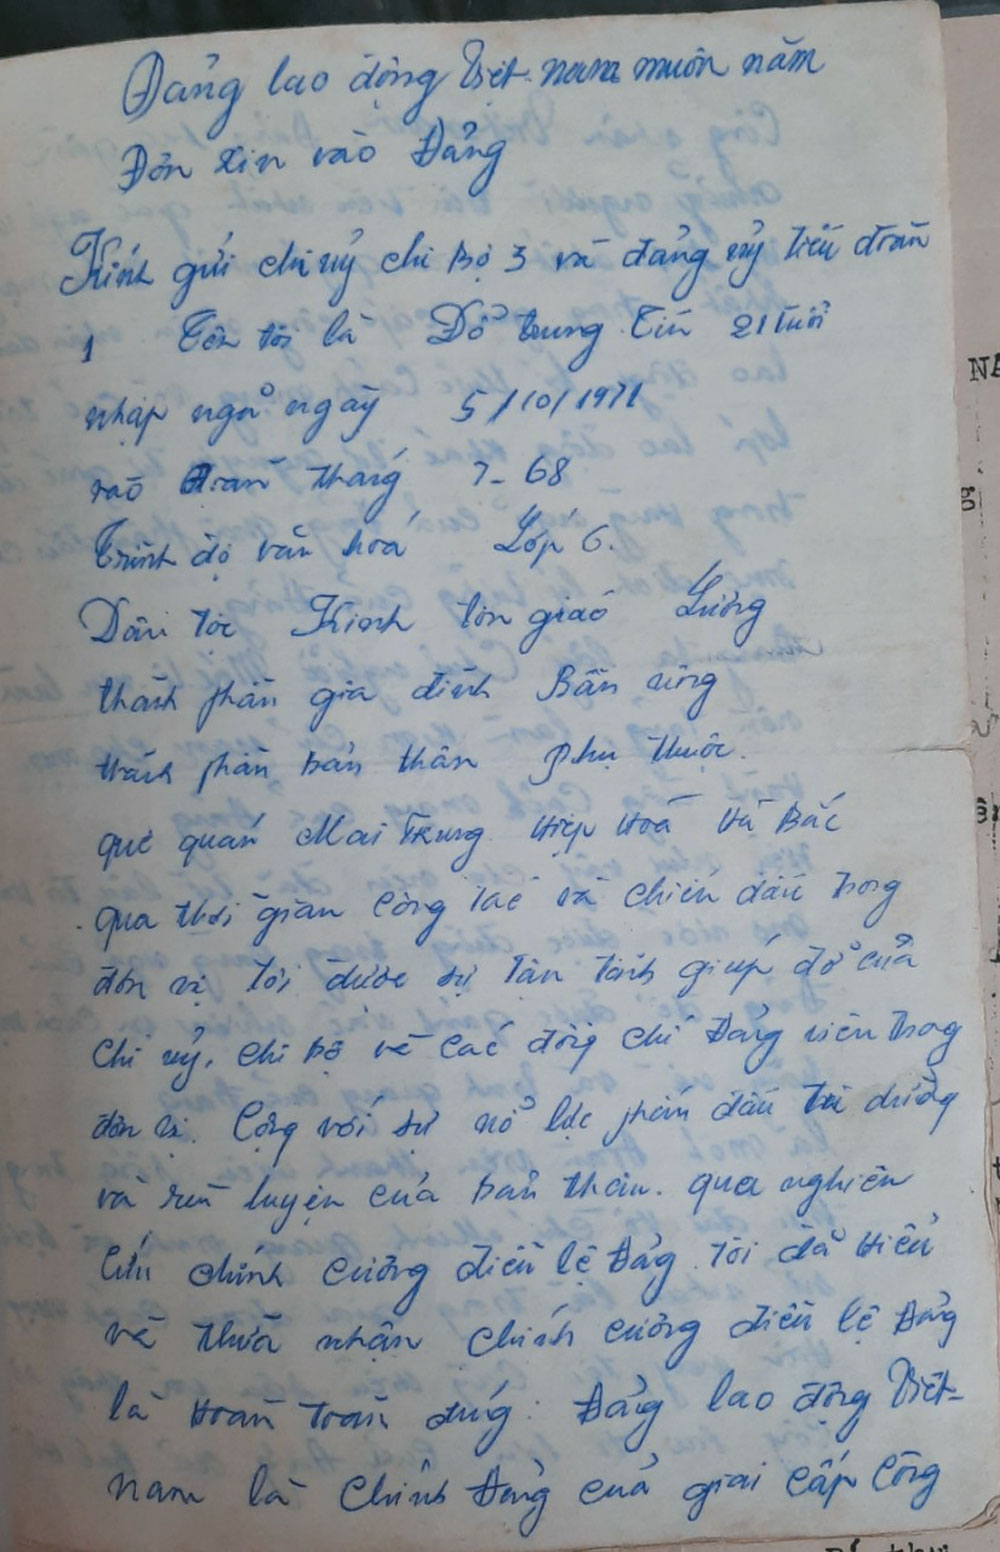 Đảng lao động Việt-nam muôn năm
Đơn xin vào Đảng
Kính gửi chi uỷ chi bộ 3 và đảng uỷ tiểu đoàn
1 Tên tôi là Đỗ trung Tín 21 tuổi
nhập ngũ ngày 5/10/1971
vào Đoàn tháng 7-68
Trình độ văn hoá Lớp 6.
Dân tộc Kinh tôn giáo Lương
thành phần gia đình Bần nông
thành phần bản thân phụ thuộc.
quê quán Mai Trung Hiệp Hoà Hà Bắc
qua thời gian công tác và chiến đấu trong
đơn vị tôi được sự tận tình giúp đỡ của
chi uỷ, chi bộ và các đồng chí Đảng viên trong
đơn vị. Cộng với sự nỗ lực phấn đấu tu dưỡng
và rèn luyện của bản thân. qua nghiên
cứu chính cương điều lệ Đảng tôi đã hiểu
và thừa nhận chính cương điều lệ Đảng
là hoàn toàn đúng: Đảng lao động Việt-
nam là chính Đảng của giai cấp công
NA
g